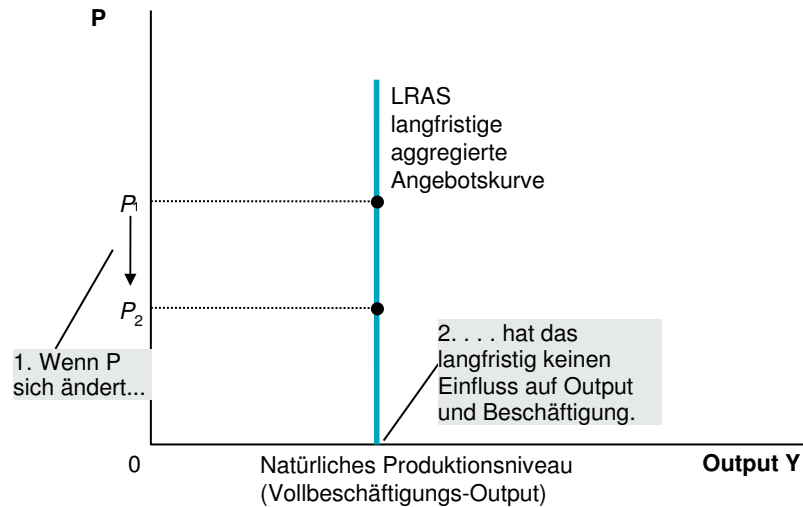 P
LRAS
langfristige
aggregierte
Angebotskurve
P1
P2
2. . . . hat das
langfristig keinen
Einfluss auf Output
und Beschäftigung.
1. Wenn P
sich ändert...
0
Natürliches Produktionsniveau
(Vollbeschäftigungs-Output)
Output Y